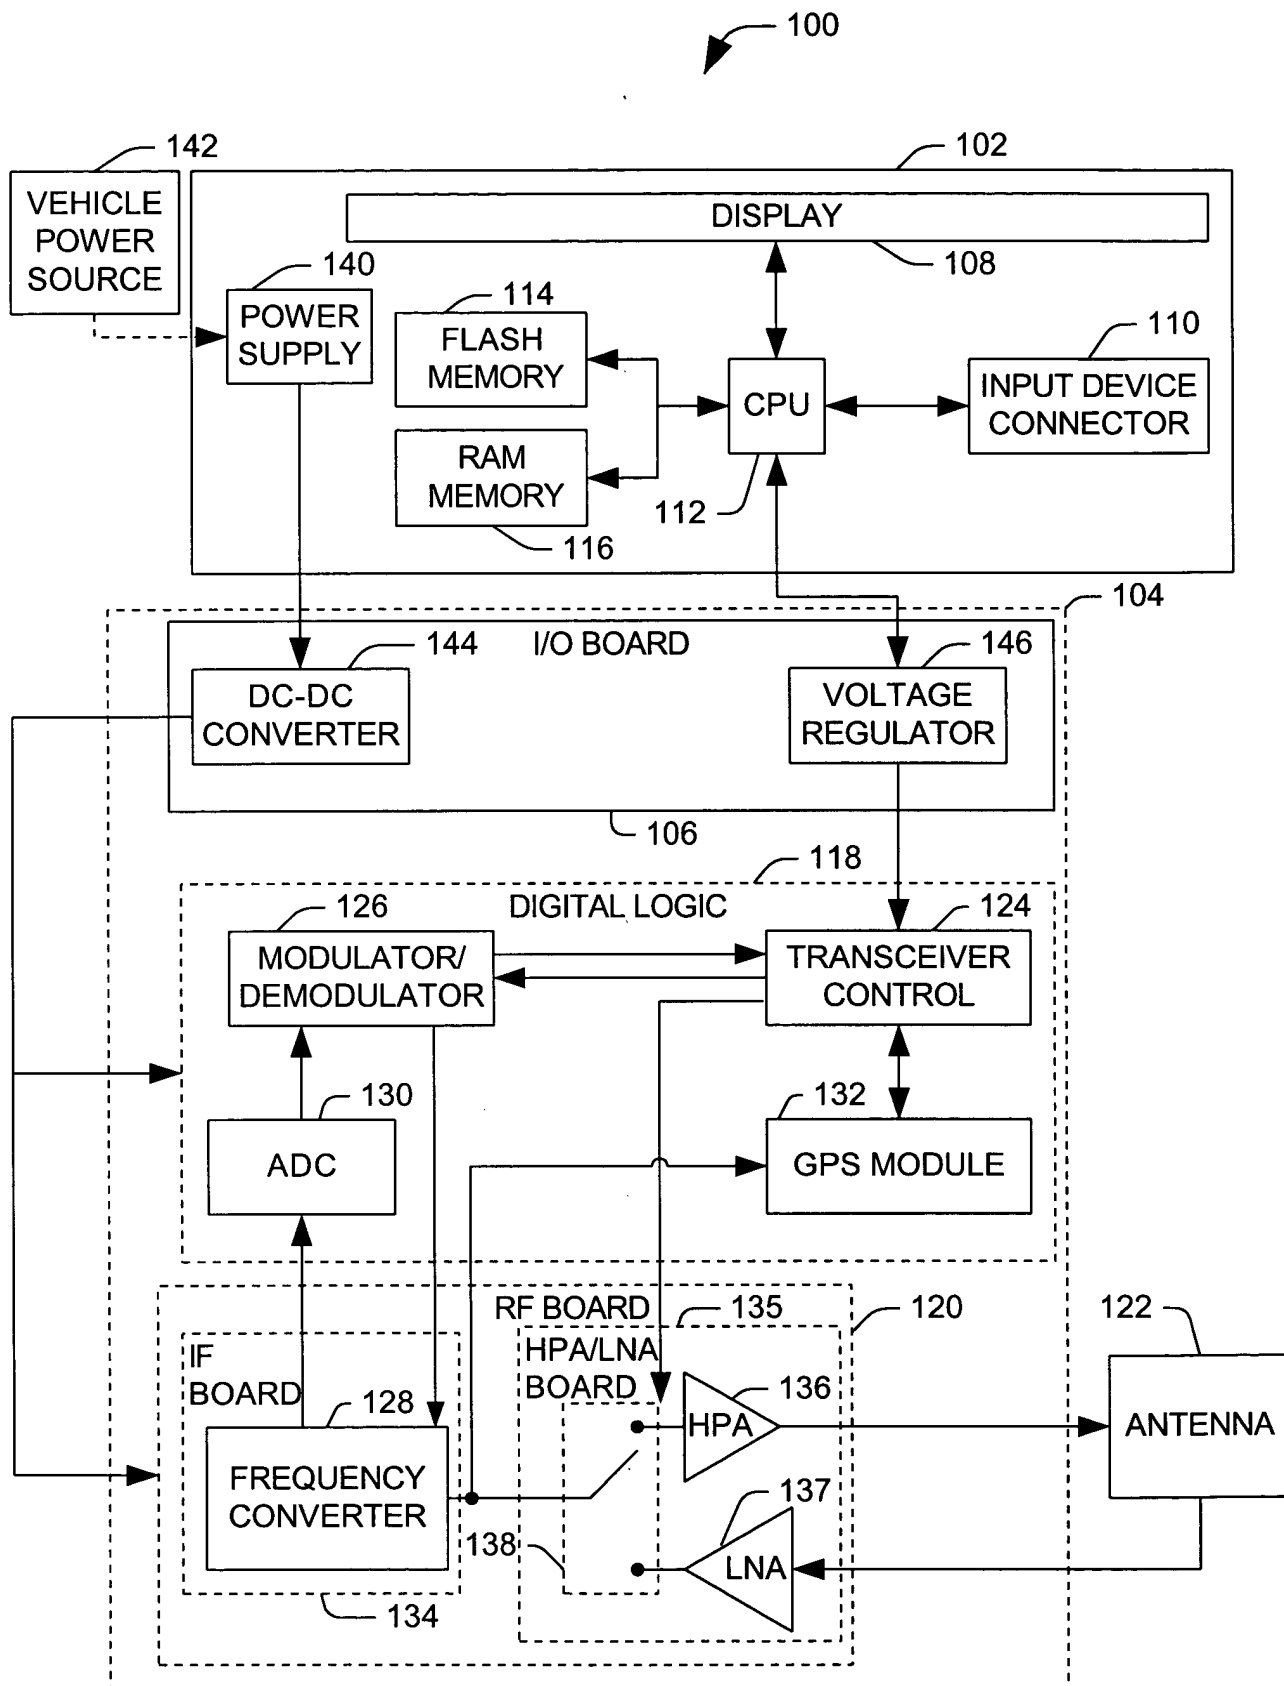 100
142
102
VEHICLE
POWER
SOURCE
DISPLAY
108
140
POWER
SUPPLY
114
FLASH
MEMORY
110
CPU
INPUT DEVICE
CONNECTOR
RAM
MEMORY
112
116
104
I/O BOARD
144
DC-DC
CONVERTER
146
VOLTAGE
REGULATOR
106
118
DIGITAL LOGIC
126
MODULATOR/
DEMODULATOR
124
TRANSCEIVER
CONTROL
130
ADC
132
GPS MODULE
RF BOARD
135
120
122
IF
BOARD
HPA/LNA
BOARD
128
136
HPA
ANTENNA
FREQUENCY
CONVERTER
137
138
LNA
134